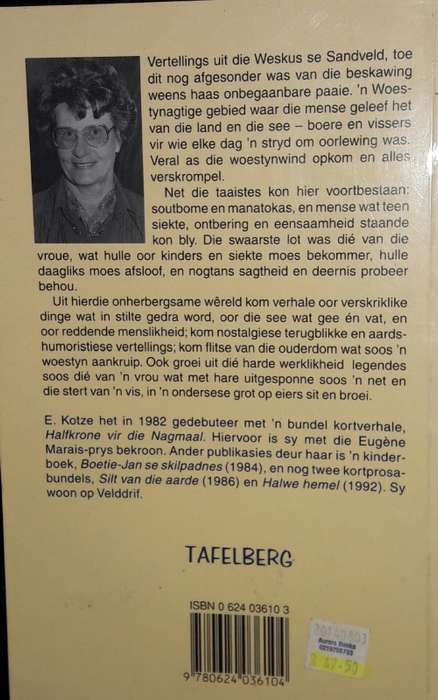 Vertellings uit die Weskus se Sandveld, toe
dit nog afgesonder was van die beskawing
weens haas onbegaanbare paaie. 'n Woes-
tynagtige gebied waar die mense geleef het
van die land en die see – boere en vissers
vir wie elke dag 'n stryd om oorlewing was.
Veral as die woestynwind opkom en alles
verskrompel.
Net die taaistes kon hier voortbestaan:
soutbome en manatokas, en mense wat teen
siekte, ontbering en eensaamheid staande
kon bly. Die swaarste lot was dié van die
vroue, wat hulle oor kinders en siekte moes bekommer, hulle
daagliks moes afsloof, en nogtans sagtheid en deernis probeer
behou.
Uit hierdie onherbergsame wêreld kom verhale oor verskriklike
dinge wat in stilte gedra word, oor die see wat gee én vat, en
oor reddende menslikheid; kom nostalgiese terugblikke en aards-
humoristiese vertellings; kom flitse van die ouderdom wat soos 'n
woestyn aankruip. Ook groei uit dié harde werklikheid legendes
soos dié van 'n vrou wat met hare uitgesponne soos 'n net en
die stert van 'n vis, in 'n ondersese grot op eiers sit en broei.
E. Kotze het in 1982 gedebuteer met 'n bundel kortverhale,
Halfkrone vir die Nagmaal. Hiervoor is sy met die Eugène
Marais-prys bekroon. Ander publikasies deur haar is 'n kinder-
boek, Boetie-Jan se skilpadnes (1984), en nog twee kortprosa-
bundels, Silt van die aarde (1986) en Halwe hemel (1992). Sy
woon op Velddrif.
TAFELBERG
ISBN 0 624 03610 3
9 780624 036104